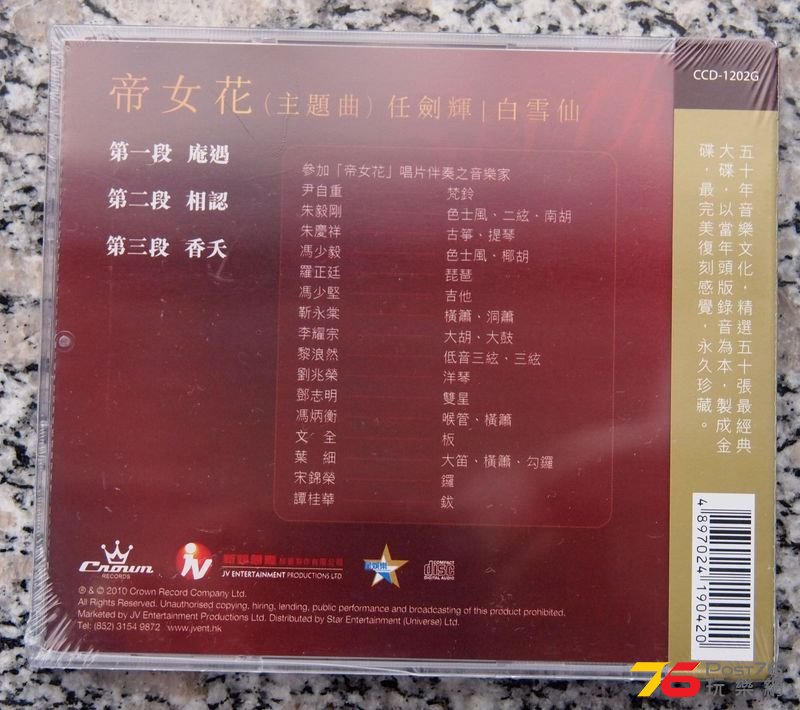 CCD-1202G
帝女花(主題曲)任劍輝|白雪仙
第一段 庵遇
第二段 相認
第三段 香夭
參加「帝女花」唱片伴奏之音樂家
尹自重 梵鈴
朱毅剛 色士風、二絃、南胡
朱慶祥 古箏、提琴
馮少毅 色士風、椰胡
羅正廷 琵琶
馮少堅 吉他
靳永棠 橫簫、洞簫
李耀宗 大胡、大鼓
黎浪然 低音三絃、三絃
劉兆榮 洋琴
鄧志明 雙星
馮炳衡 喉管、橫簫
文全 板
葉細 大笛、橫簫、勾鑼
宋錦榮 鑼
譚桂華 鈸
五十年音樂文化,精選五十張最經典
大碟,以當年頭版錄音為本,製成金
碟,最完美復刻感覺,永久珍藏。
4 897024 190420
Crown
RECORDS
JV
JV ENTERTAINMENT PRODUCTIONS LTD
COMPACT
disc
DIGITAL AUDIO
℗ & © 2010 Crown Record Company Ltd.
All Rights Reserved. Unauthorised copying, hiring, lending, public performance and broadcasting of this product prohibited.
Marketed by JV Entertainment Productions Ltd. Distributed by Star Entertainment (Universe) Ltd.
Tel: (852) 3154 9872 www.jvent.hk
76 POST76
玩樂網